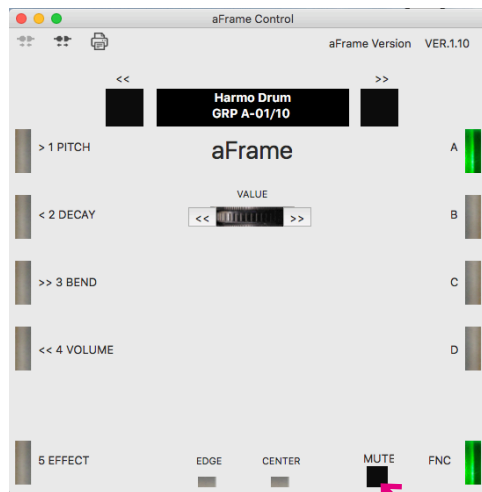 aFrame Control
aFrame Version VER.1.10
<< >>
Harmo Drum
GRP A-01/10
> 1 PITCH aFrame A
VALUE
< 2 DECAY << >> B
>> 3 BEND C
<< 4 VOLUME D
5 EFFECT EDGE CENTER MUTE FNC